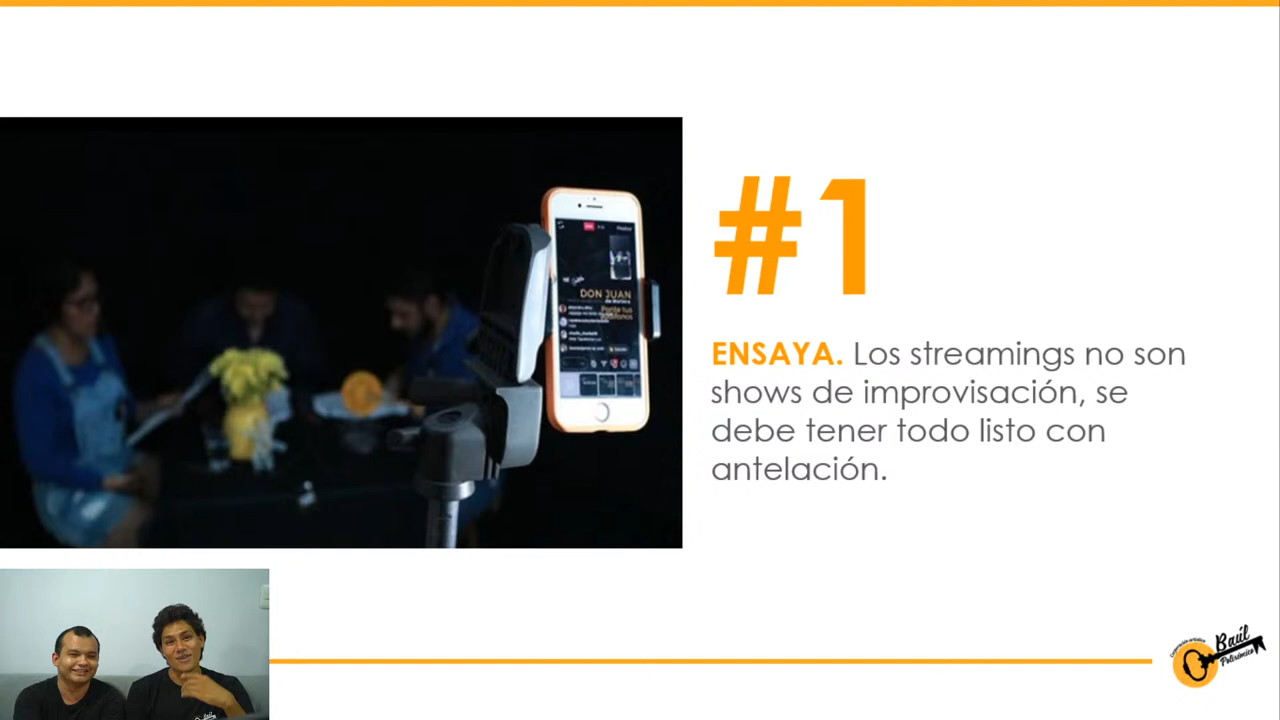 #1
ENSAYA. Los streamings no son
shows de improvisación, se
debe tener todo listo con
antelación.
DON JUAN
Baúl
Polisónico